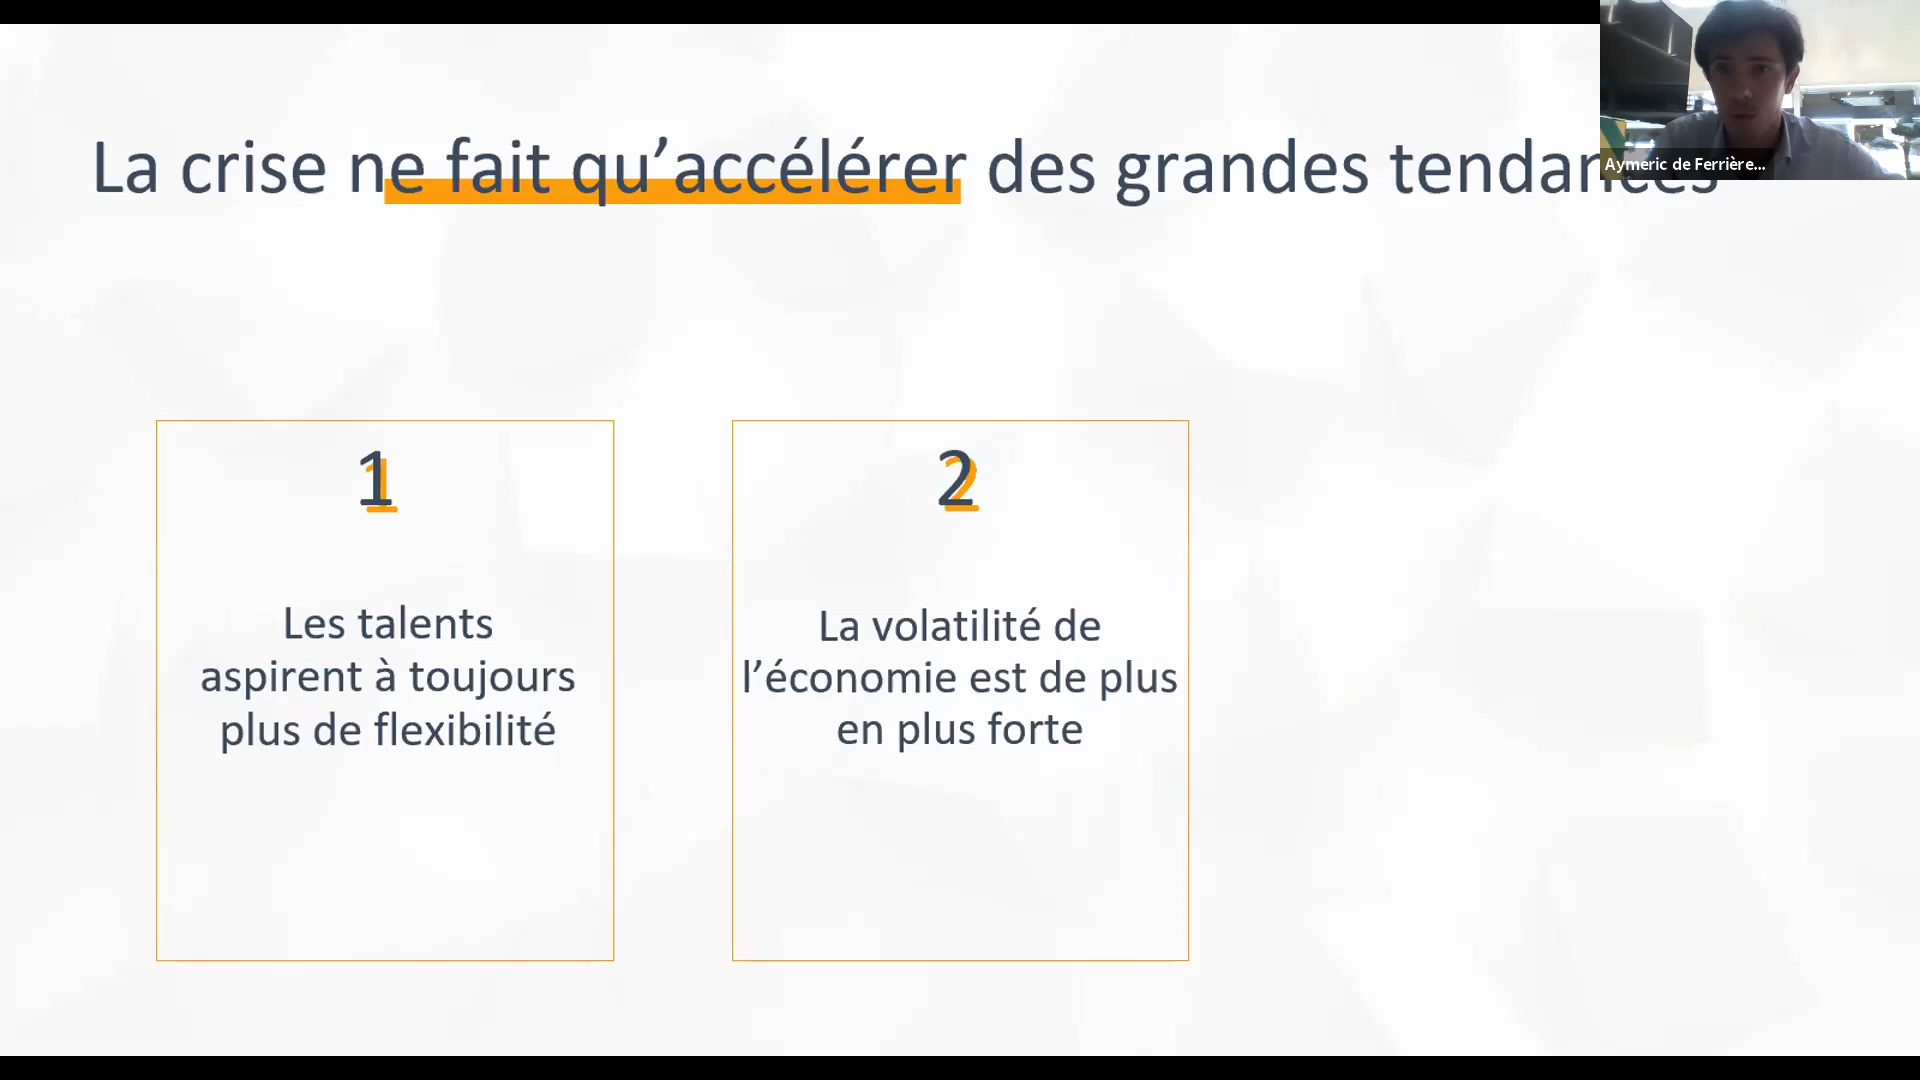 La crise ne fait qu’accélérer des grandes tendances
Aymeric de Ferrière...
1
Les talents
aspirent à toujours
plus de flexibilité
2
La volatilité de
l’économie est de plus
en plus forte